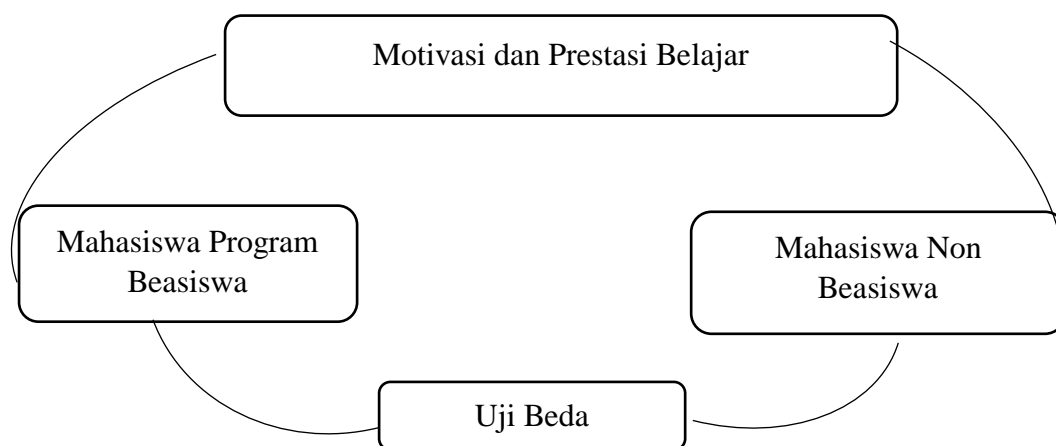 Motivasi dan Prestasi Belajar
Mahasiswa Program
Beasiswa
Mahasiswa Non
Beasiswa
Uji Beda